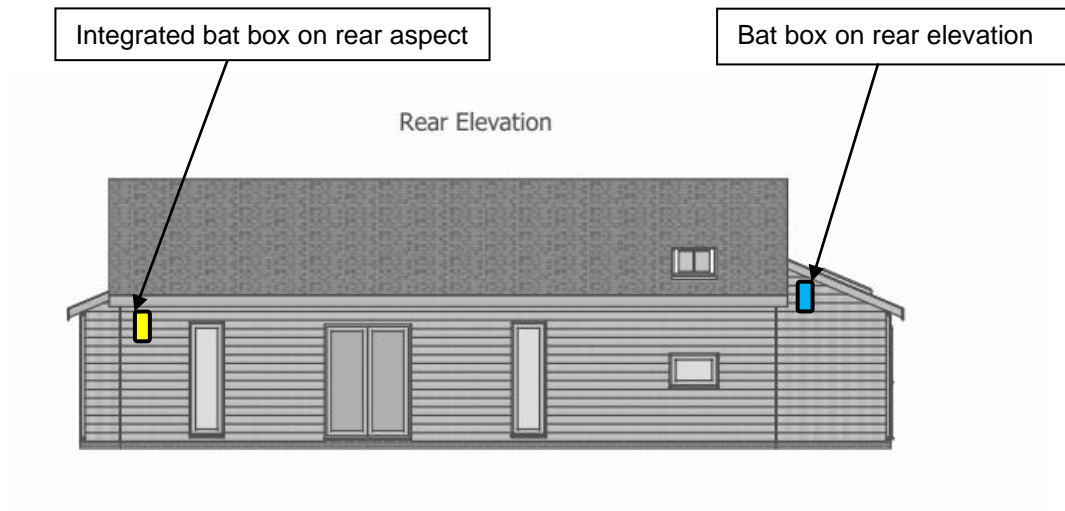 Integrated bat box on rear aspect
Bat box on rear elevation
Rear Elevation